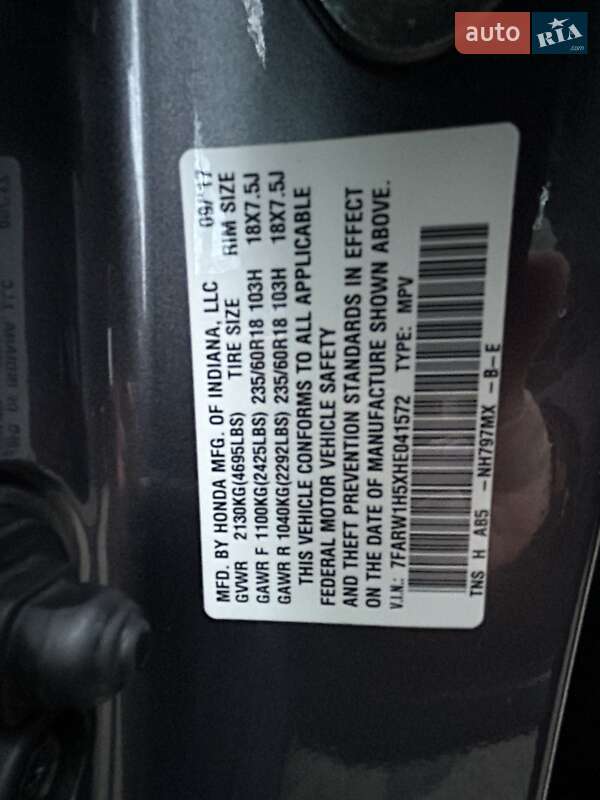 auto RIA.com
MFD. BY HONDA MFG. OF INDIANA, LLC 09/17
GVWR 2130KG(4695LBS) TIRE SIZE RIM SIZE
GAWR F 1100KG(2425LBS) 235/60R18 103H 18X7.5J
GAWR R 1040KG(2292LBS) 235/60R18 103H 18X7.5J
THIS VEHICLE CONFORMS TO ALL APPLICABLE
FEDERAL MOTOR VEHICLE SAFETY
AND THEFT PREVENTION STANDARDS IN EFFECT
ON THE DATE OF MANUFACTURE SHOWN ABOVE.
V.I.N.: 7FARW1H5XHE041572 TYPE: MPV
TNS H AB5 -NH797MX -B-E